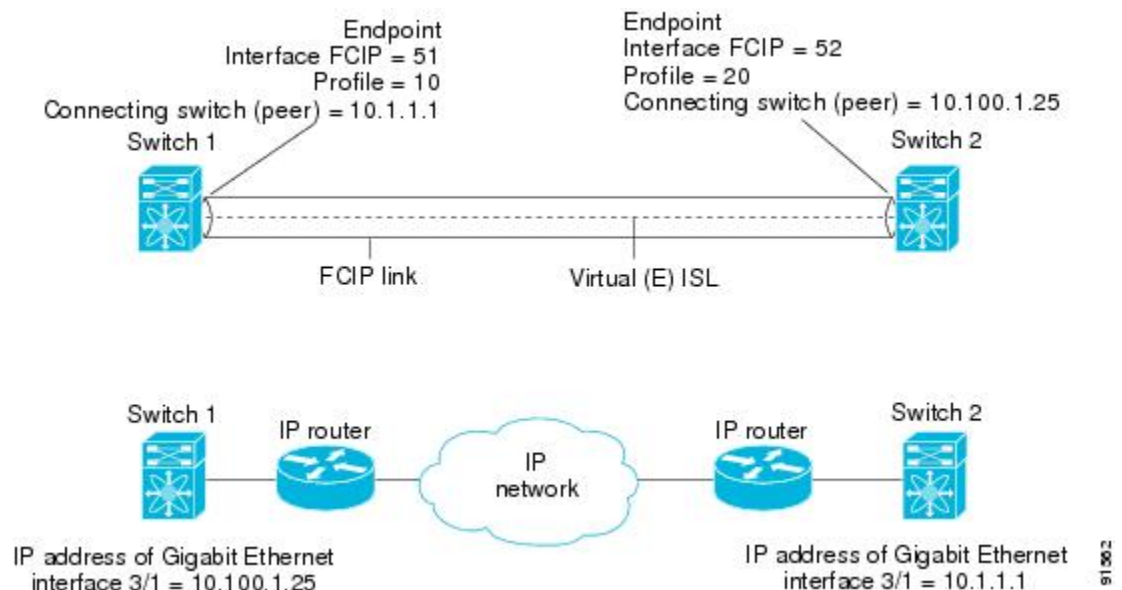 Endpoint
Interface FCIP = 51
Profile = 10
Connecting switch (peer) = 10.1.1.1
Switch 1
Endpoint
Interface FCIP = 52
Profile = 20
Connecting switch (peer) = 10.100.1.25
Switch 2
FCIP link
Virtual (E) ISL
Switch 1
IP router
IP
network
IP router
Switch 2
IP address of Gigabit Ethernet
interface 3/1 = 10.100.1.25
IP address of Gigabit Ethernet
interface 3/1 = 10.1.1.1
91562